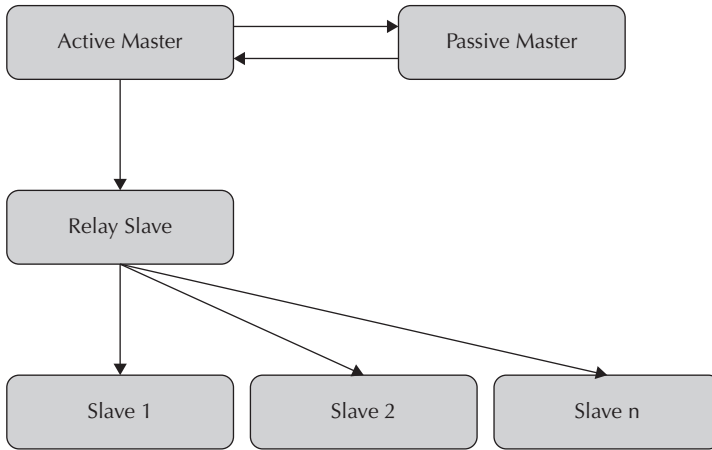 Active Master
Passive Master
Relay Slave
Slave 1
Slave 2
Slave n